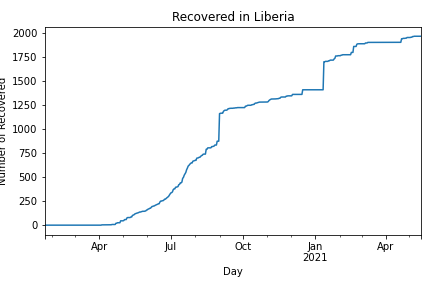 Recovered in Liberia
2000
1750
1500
1250
1000
750
500
250
0
Number of Recovered
Apr
Jul
Oct
Jan
2021
Apr
Day